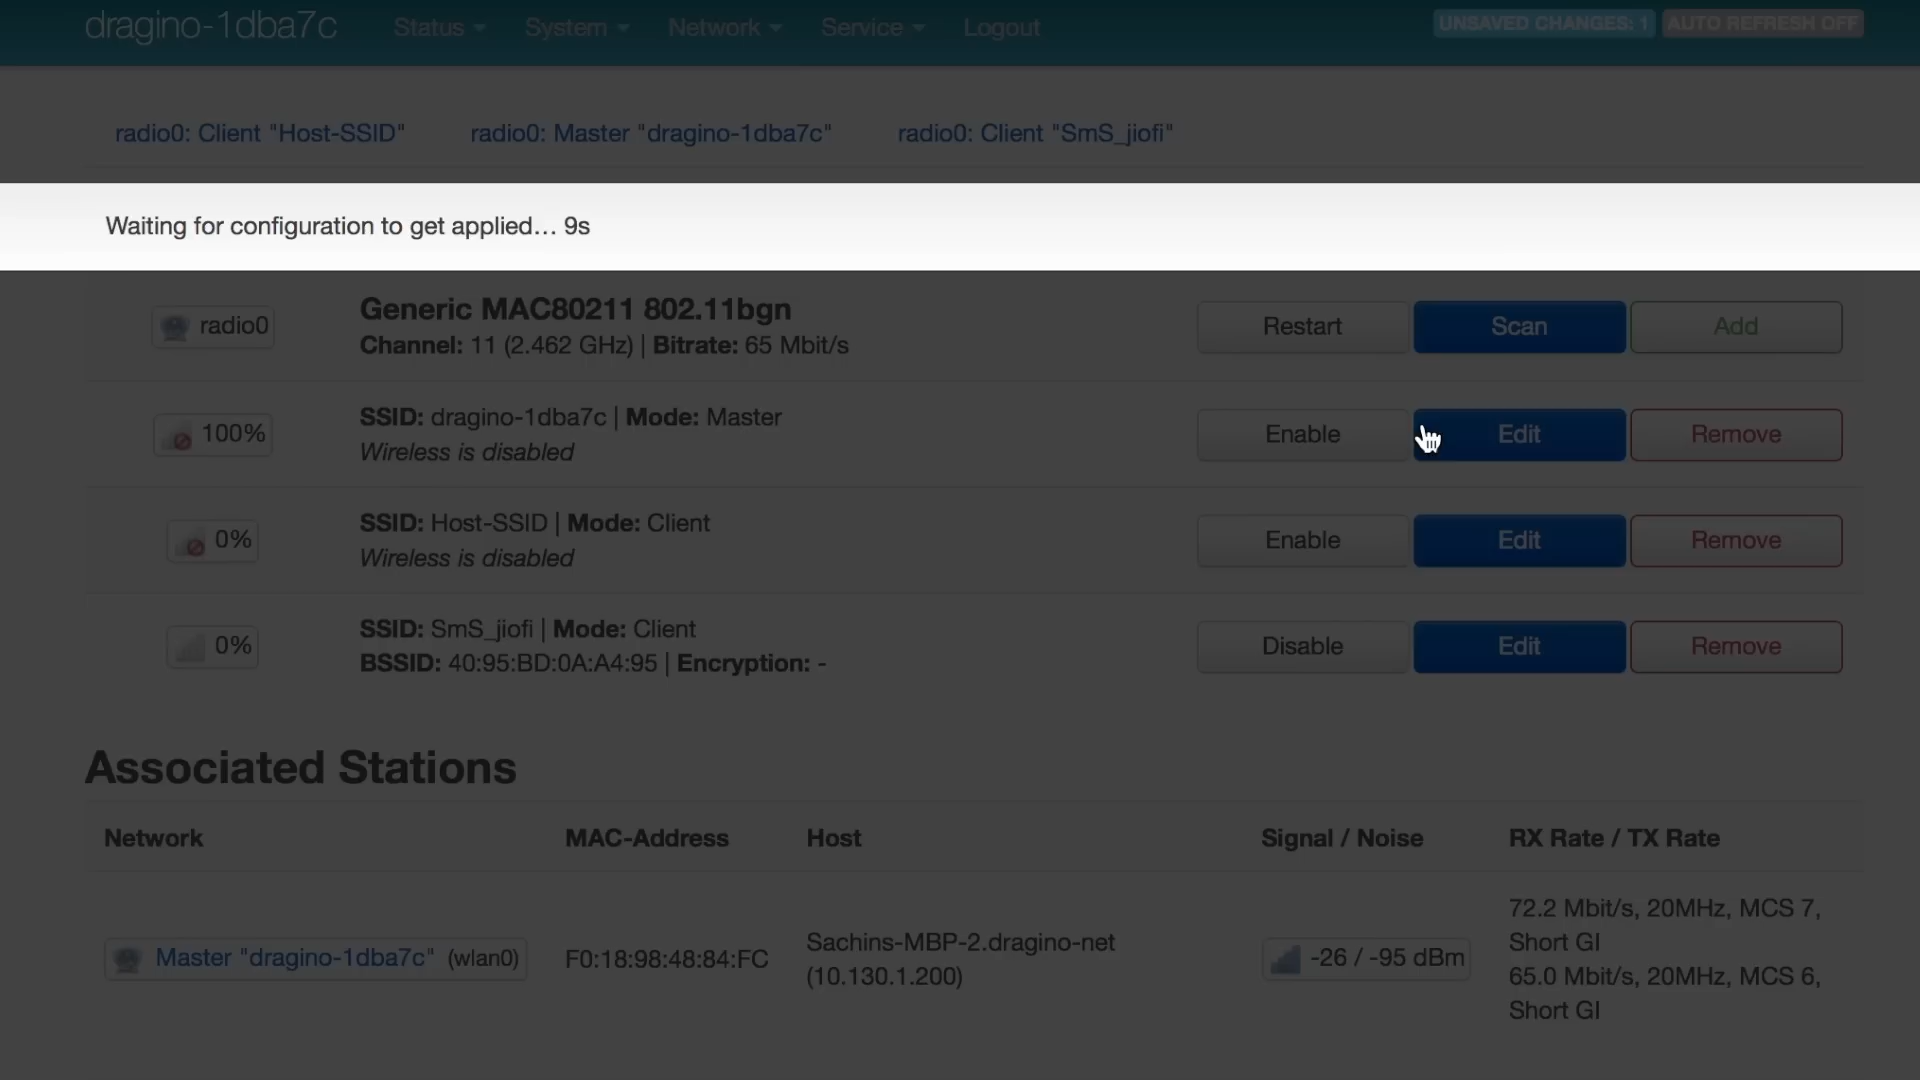 dragino-1dba7c Status System Network Service Logout UNSAVED CHANGES: 1 AUTO REFRESH OFF
radio0: Client "Host-SSID" radio0: Master "dragino-1dba7c" radio0: Client "SmS_jiofi"
Waiting for configuration to get applied... 9s
radio0 Generic MAC80211 802.11bgn Restart Scan Add
Channel: 11 (2.462 GHz) | Bitrate: 65 Mbit/s
100% SSID: dragino-1dba7c | Mode: Master Enable Edit Remove
Wireless is disabled
0% SSID: Host-SSID | Mode: Client Enable Edit Remove
Wireless is disabled
0% SSID: SmS_jiofi | Mode: Client Disable Edit Remove
BSSID: 40:95:BD:0A:A4:95 | Encryption: -
Associated Stations
Network MAC-Address Host Signal / Noise RX Rate / TX Rate
Master "dragino-1dba7c" (wlan0) F0:18:98:48:84:FC Sachins-MBP-2.dragino-net (10.130.1.200) -26 / -95 dBm
72.2 Mbit/s, 20MHz, MCS 7,
Short GI
65.0 Mbit/s, 20MHz, MCS 6,
Short GI